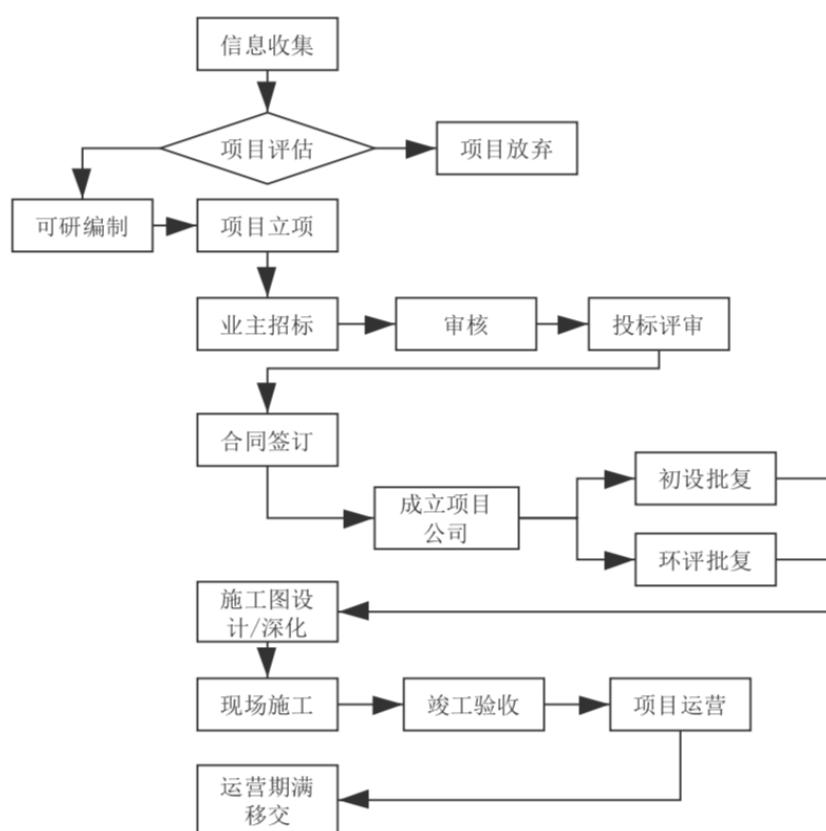 信息收集
项目评估
项目放弃
可研编制
项目立项
业主招标
审核
投标评审
合同签订
成立项目
公司
初设批复
环评批复
施工图设
计/深化
现场施工
竣工验收
项目运营
运营期满
移交